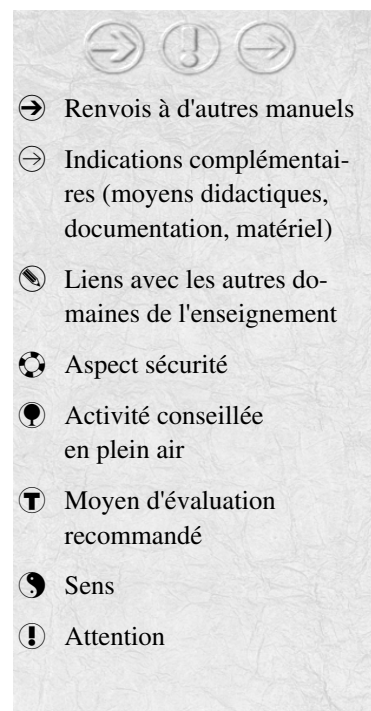 Renvois à d'autres manuels
Indications complémentai-
res (moyens didactiques,
documentation, matériel)
Liens avec les autres do-
maines de l'enseignement
Aspect sécurité
Activité conseillée
en plein air
T Moyen d'évaluation
recommandé
Sens
! Attention